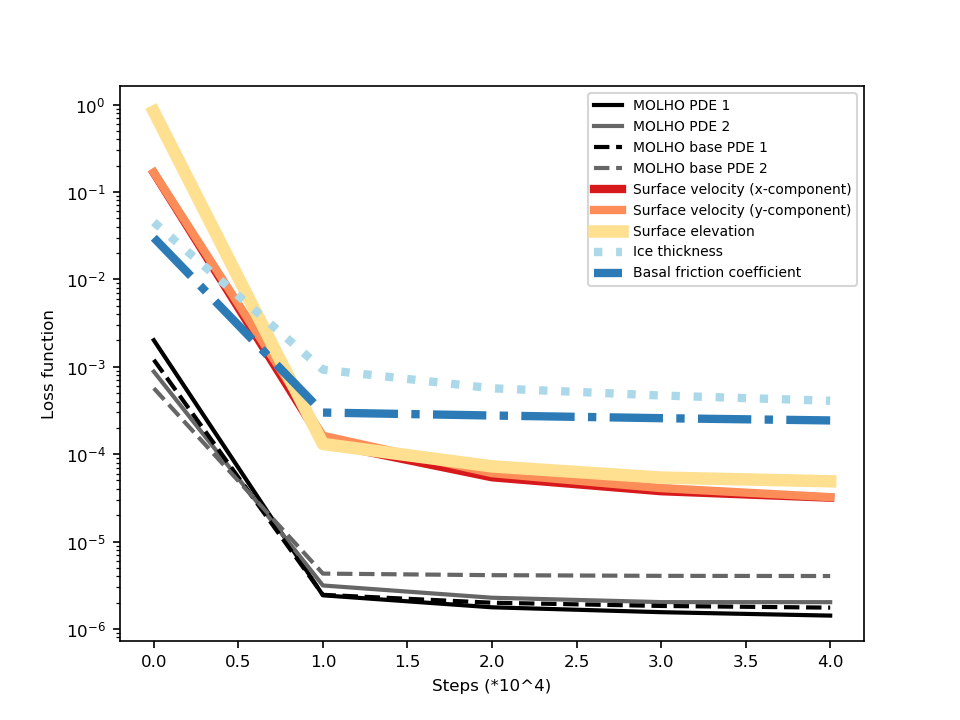 10^0
10^-1
10^-2
10^-3
10^-4
10^-5
10^-6
Loss function
MOLHO PDE 1
MOLHO PDE 2
MOLHO base PDE 1
MOLHO base PDE 2
Surface velocity (x-component)
Surface velocity (y-component)
Surface elevation
Ice thickness
Basal friction coefficient
0.0 0.5 1.0 1.5 2.0 2.5 3.0 3.5 4.0
Steps (*10^4)